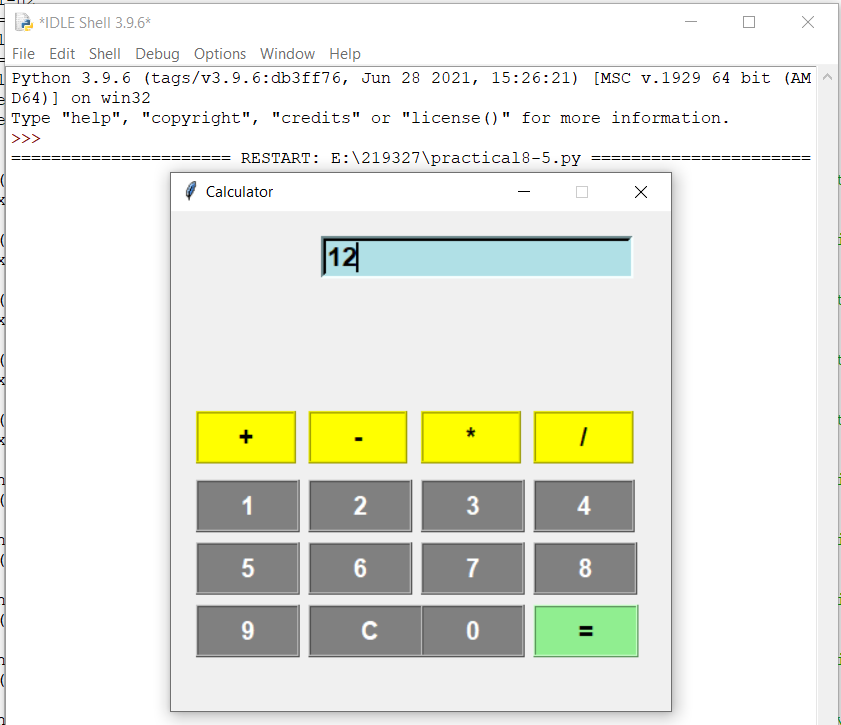 *IDLE Shell 3.9.6*
File Edit Shell Debug Options Window Help
Python 3.9.6 (tags/v3.9.6:db3ff76, Jun 28 2021, 15:26:21) [MSC v.1929 64 bit (AM
D64)] on win32
Type "help", "copyright", "credits" or "license()" for more information.
>>>
====================== RESTART: E:\219327\practical8-5.py ======================
Calculator
12
+ - * /
1 2 3 4
5 6 7 8
9 C 0 =